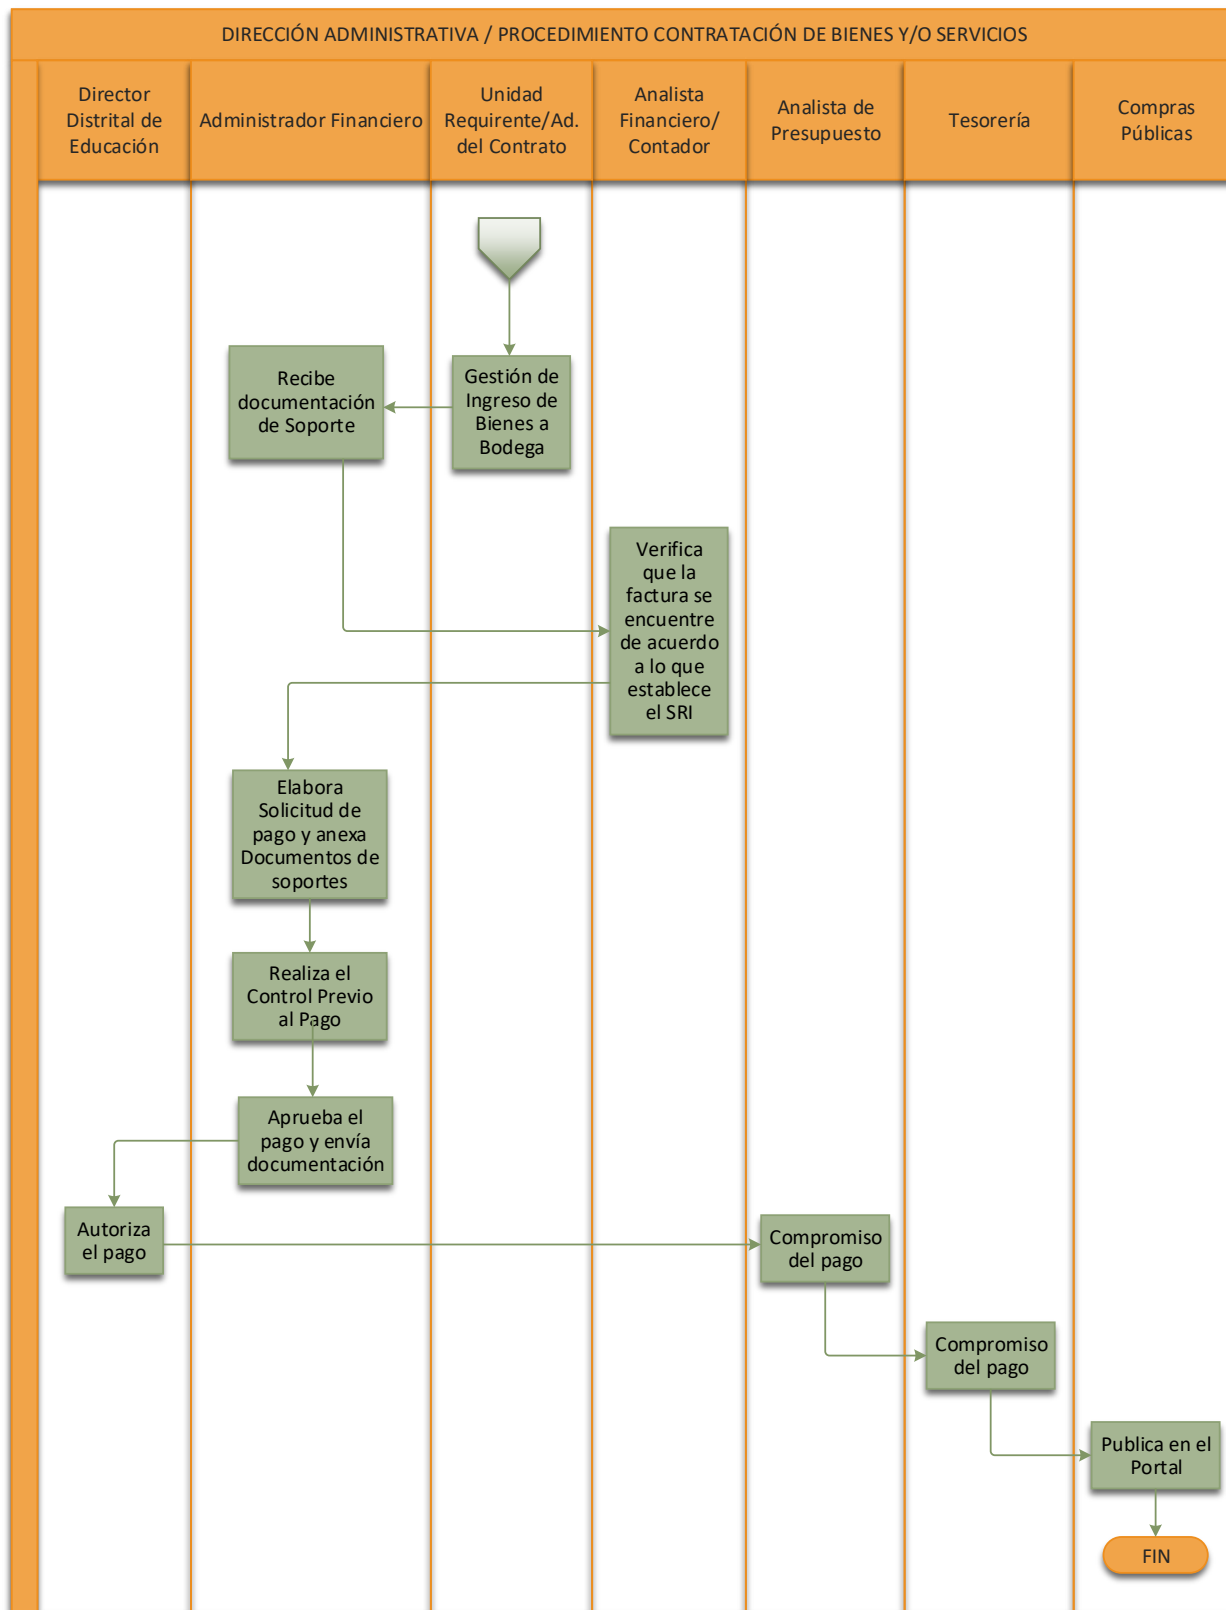 DIRECCIÓN ADMINISTRATIVA / PROCEDIMIENTO CONTRATACIÓN DE BIENES Y/O SERVICIOS
Director
Distrital de
Educación
Administrador Financiero
Unidad
Requirente/Ad.
del Contrato
Analista
Financiero/
Contador
Analista de
Presupuesto
Tesorería
Compras
Públicas
Gestión de
Ingreso de
Bienes a
Bodega
Recibe
documentación
de Soporte
Verifica
que la
factura se
encuentre
de acuerdo
a lo que
establece
el SRI
Elabora
Solicitud de
pago y anexa
Documentos de
soportes
Realiza el
Control Previo
al Pago
Aprueba el
pago y envía
documentación
Autoriza
el pago
Compromiso
del pago
Compromiso
del pago
Publica en el
Portal
FIN